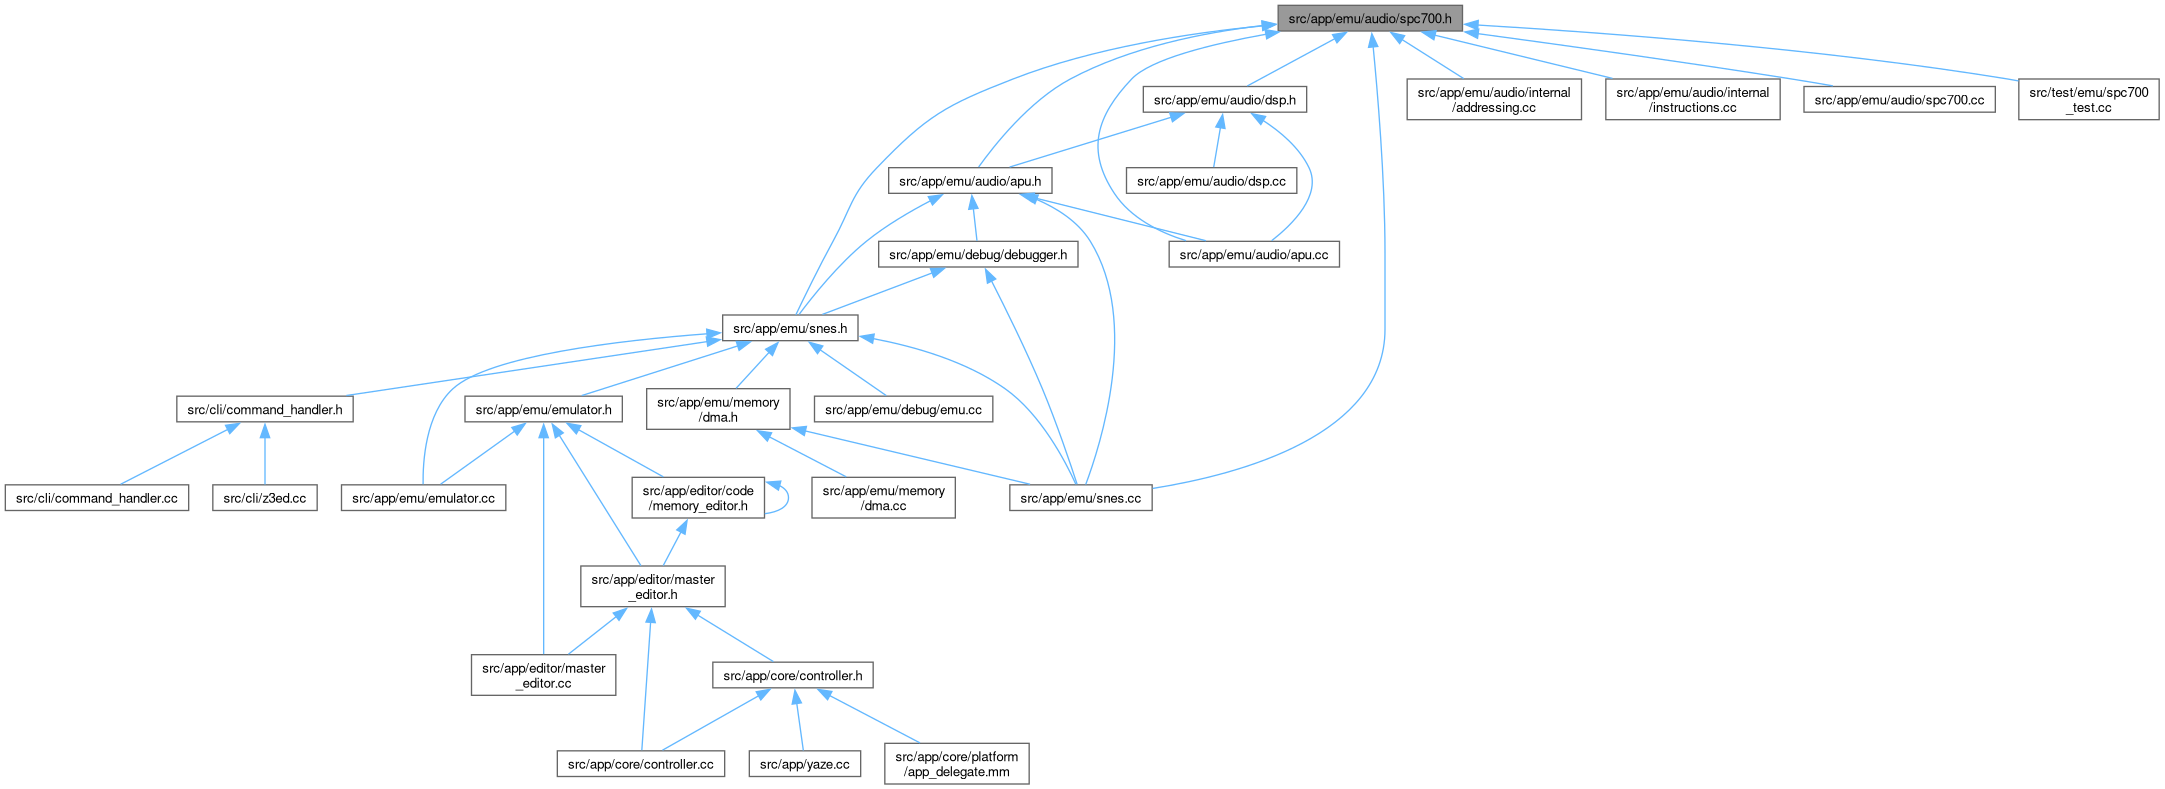 src/app/emu/audio/spc700.h
src/app/emu/audio/dsp.h
src/app/emu/audio/internal
/addressing.cc
src/app/emu/audio/internal
/instructions.cc
src/app/emu/audio/spc700.cc
src/test/emu/spc700
_test.cc
src/app/emu/audio/apu.h
src/app/emu/audio/dsp.cc
src/app/emu/debug/debugger.h
src/app/emu/audio/apu.cc
src/app/emu/snes.h
src/cli/command_handler.h
src/app/emu/emulator.h
src/app/emu/memory
/dma.h
src/app/emu/debug/emu.cc
src/cli/command_handler.cc
src/cli/z3ed.cc
src/app/emu/emulator.cc
src/app/editor/code
/memory_editor.h
src/app/emu/memory
/dma.cc
src/app/emu/snes.cc
src/app/editor/master
_editor.h
src/app/editor/master
_editor.cc
src/app/core/controller.h
src/app/core/controller.cc
src/app/yaze.cc
src/app/core/platform
/app_delegate.mm